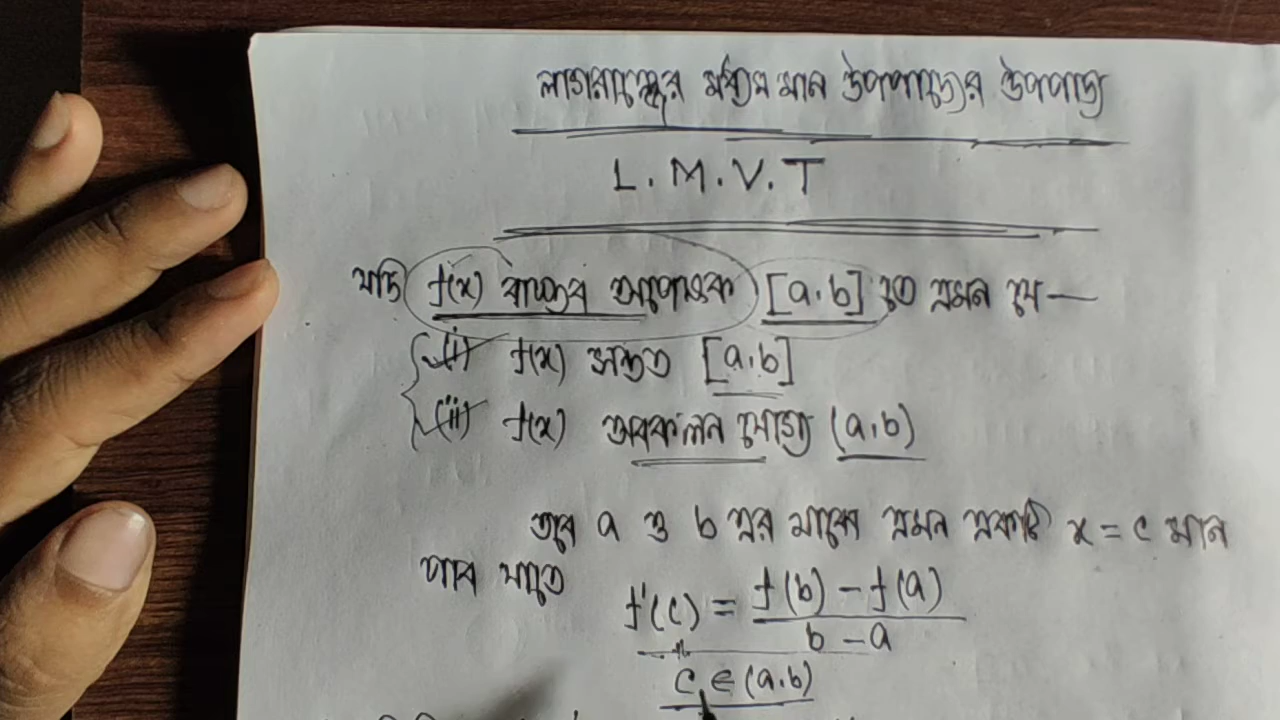 লাগরাঞ্জের মধ্যম মান উপপাদ্যের উপপাদ্য
L.M.V.T
যদি f(x) বাস্তব অপেক্ষক [a,b] তে এমন যে—
(i) f(x) সন্তত [a,b]
(ii) f(x) অবকলন যোগ্য (a,b)
তবে a ও b এর মাঝে এমন একটি x = c মান
পাব যাতে
f'(c) = f(b) - f(a) / b - a
c ∈ (a,b)